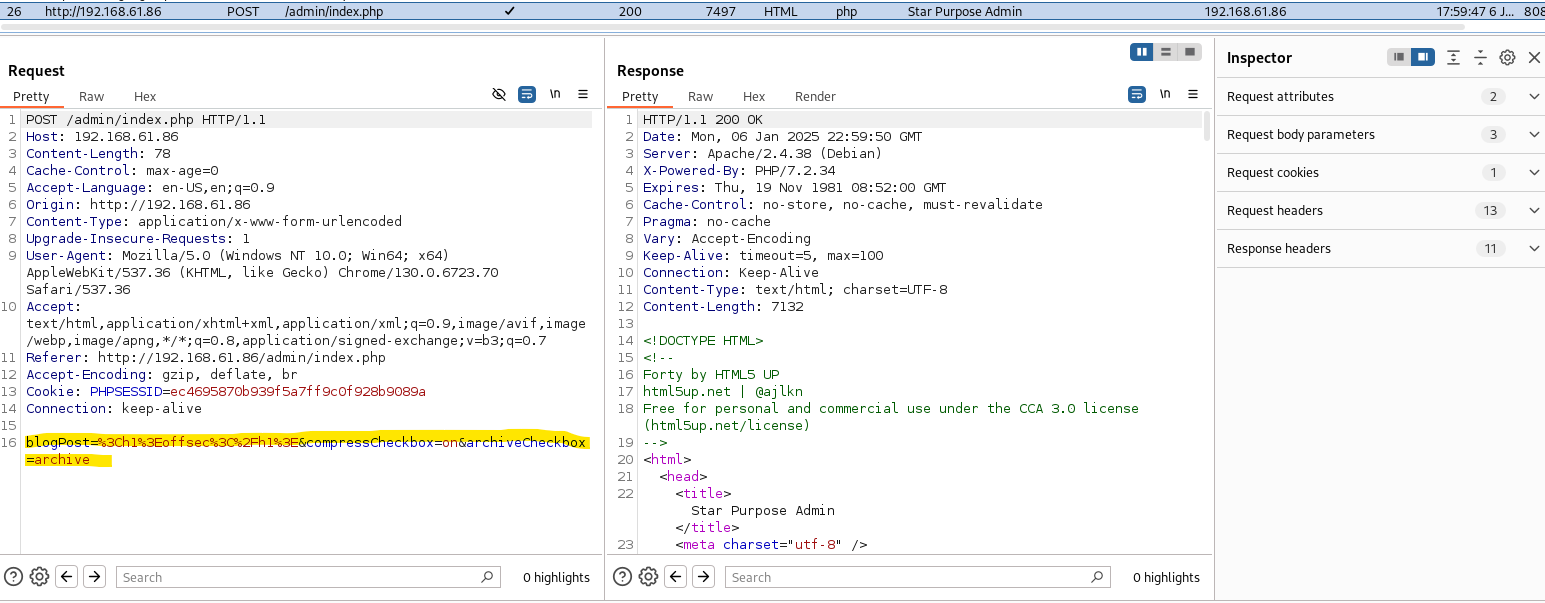 26 http://192.168.61.86 POST /admin/index.php 200 7497 HTML php Star Purpose Admin 192.168.61.86 17:59:47 6 J... 808
Request
Pretty Raw Hex \n
1 POST /admin/index.php HTTP/1.1
2 Host: 192.168.61.86
3 Content-Length: 78
4 Cache-Control: max-age=0
5 Accept-Language: en-US,en;q=0.9
6 Origin: http://192.168.61.86
7 Content-Type: application/x-www-form-urlencoded
8 Upgrade-Insecure-Requests: 1
9 User-Agent: Mozilla/5.0 (Windows NT 10.0; Win64; x64)
AppleWebKit/537.36 (KHTML, like Gecko) Chrome/130.0.6723.70
Safari/537.36
10 Accept:
text/html,application/xhtml+xml,application/xml;q=0.9,image/avif,image
/webp,image/apng,*/*;q=0.8,application/signed-exchange;v=b3;q=0.7
11 Referer: http://192.168.61.86/admin/index.php
12 Accept-Encoding: gzip, deflate, br
13 Cookie: PHPSESSID=ec4695870b939f5a7ff9c0f928b9089a
14 Connection: keep-alive
15
16 blogPost=%3Ch1%3Eoffsec%3C%2Fh1%3E&compressCheckbox=on&archiveCheckbox
=archive
Search
0 highlights
Response
Pretty Raw Hex Render \n
1 HTTP/1.1 200 OK
2 Date: Mon, 06 Jan 2025 22:59:50 GMT
3 Server: Apache/2.4.38 (Debian)
4 X-Powered-By: PHP/7.2.34
5 Expires: Thu, 19 Nov 1981 08:52:00 GMT
6 Cache-Control: no-store, no-cache, must-revalidate
7 Pragma: no-cache
8 Vary: Accept-Encoding
9 Keep-Alive: timeout=5, max=100
10 Connection: Keep-Alive
11 Content-Type: text/html; charset=UTF-8
12 Content-Length: 7132
13
14 <!DOCTYPE HTML>
15 <!--
16 Forty by HTML5 UP
17 html5up.net | @ajlkn
18 Free for personal and commercial use under the CCA 3.0 license
(html5up.net/license)
19 -->
20 <html>
21 <head>
22 <title>
Star Purpose Admin
</title>
23 <meta charset="utf-8" />
Search
0 highlights
Inspector
Request attributes 2
Request body parameters 3
Request cookies 1
Request headers 13
Response headers 11